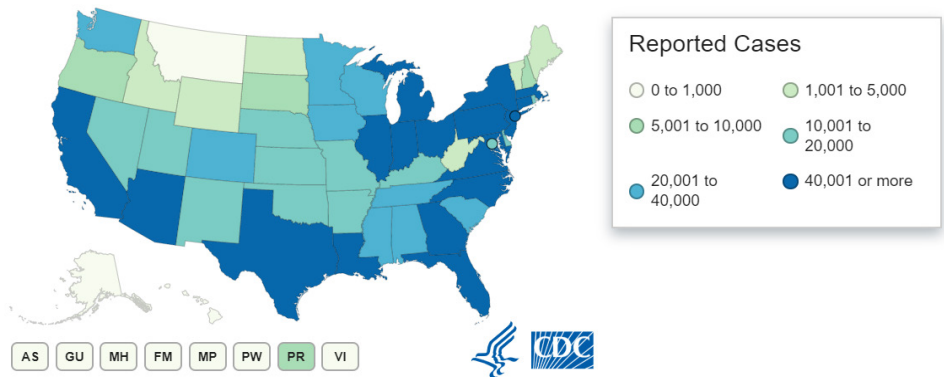 Reported Cases
0 to 1,000
1,001 to 5,000
5,001 to 10,000
10,001 to
20,000
20,001 to
40,000
40,001 or more
AS GU MH FM MP PW PR VI
CDC